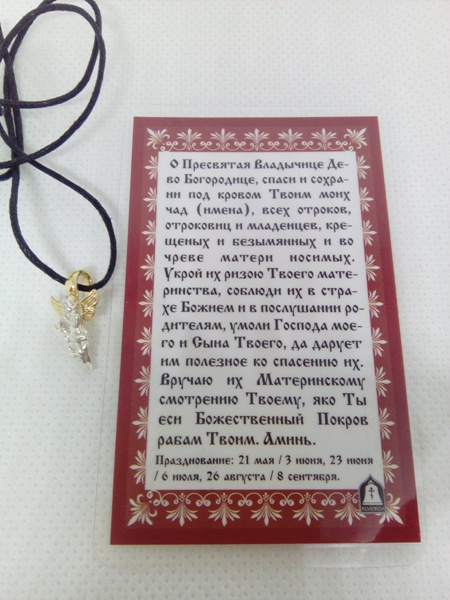 О Пресвятая Владычице Де-
во Богородице, спаси и сохра-
ни под кровом Твоим моих
чад (имена), всех отроков,
отроковиц и младенцев, кре-
щеных и безымянных и во
чреве матери носимых.
Укрой их ризою Твоего мате-
ринства, соблюди их в стра-
хе Божием и в послушании ро-
дителям, умоли Господа мое-
го и Сына Твоего, да дарует
им полезное ко спасению их.
Вручаю их Материнскому
смотрению Твоему, яко Ты
еси Божественный Покров
рабам Твоим. Аминь.
Празднование: 21 мая / 3 июня, 23 июня
/ 6 июля, 26 августа / 8 сентября.